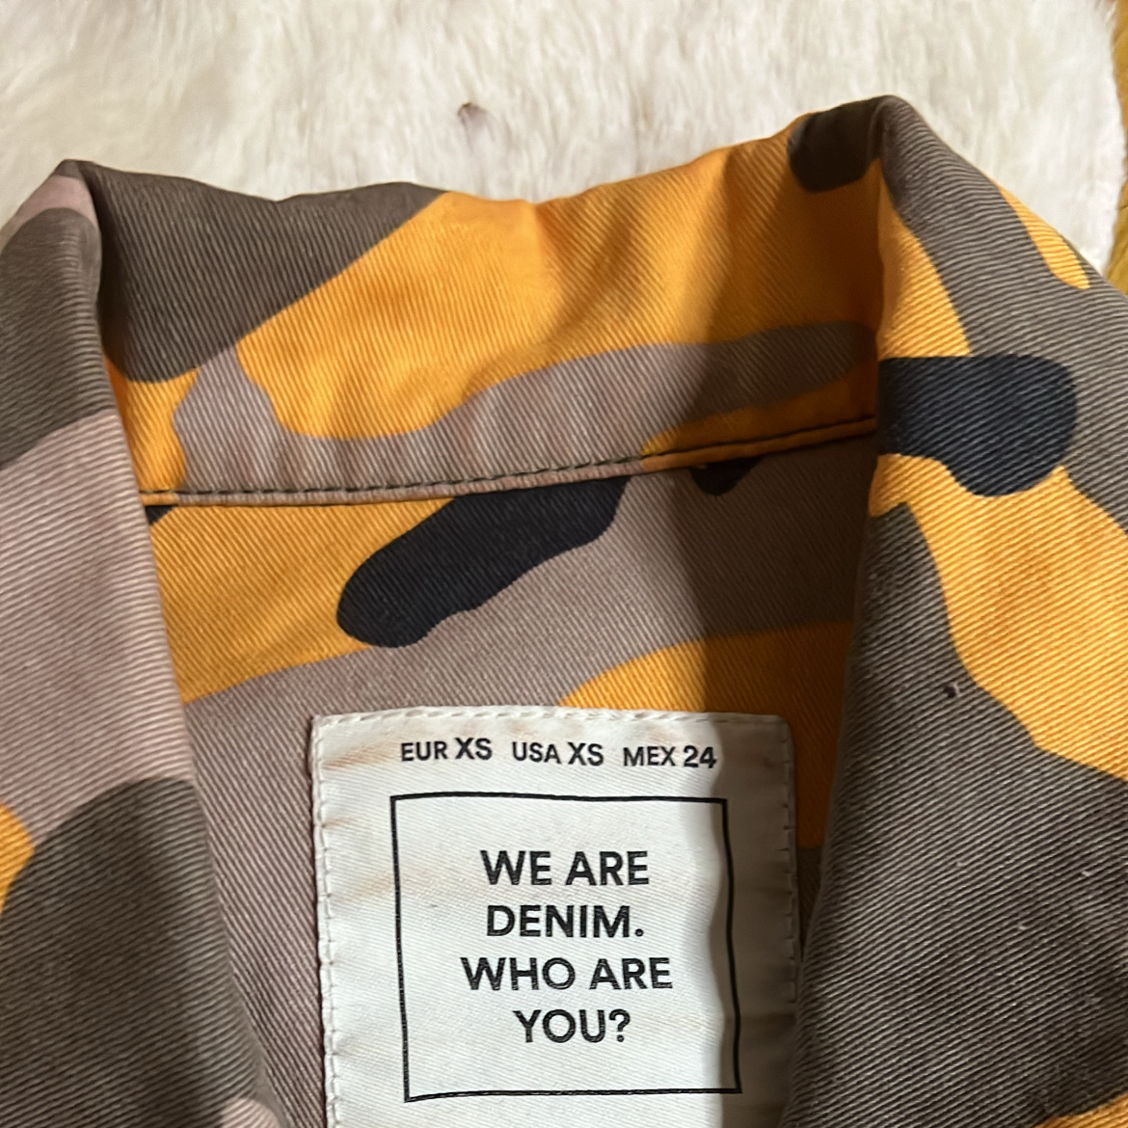 EUR XS USA XS MEX 24
WE ARE
DENIM.
WHO ARE
YOU?